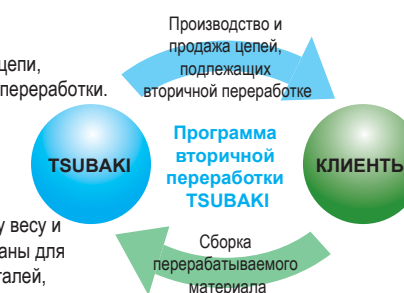 Производство и
продажа цепей,
подлежащих
вторичной переработке
цепи,
переработки.
TSUBAKI
Программа
вторичной
переработки
TSUBAKI
КЛИЕНТЬ
у весу и
аны для
талей,
Сборка
перерабатываемого
материала